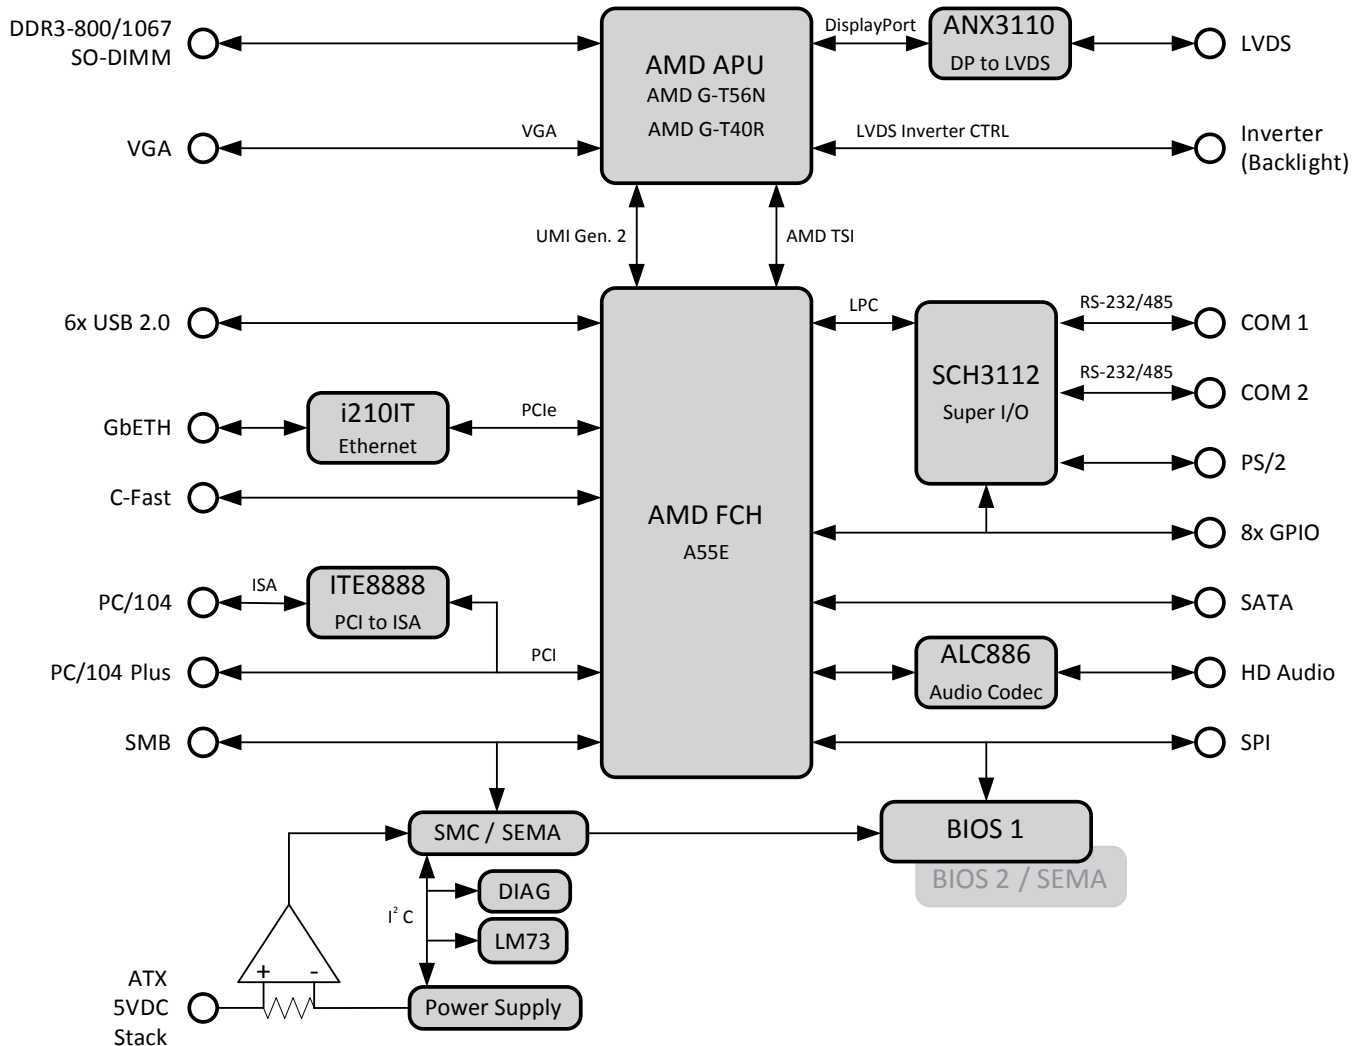 DDR3-800/1067
SO-DIMM
AMD APU
AMD G-T56N
AMD G-T40R
DisplayPort
ANX3110
DP to LVDS
LVDS
VGA
VGA
LVDS Inverter CTRL
Inverter
(Backlight)
UMI Gen. 2
AMD TSI
6x USB 2.0
LPC
RS-232/485
COM 1
SCH3112
Super I/O
RS-232/485
COM 2
GbETH
i210IT
Ethernet
PCIe
PS/2
C-Fast
AMD FCH
A55E
8x GPIO
PC/104
ISA
ITE8888
PCI to ISA
SATA
PC/104 Plus
PCI
ALC886
Audio Codec
HD Audio
SMB
SPI
SMC / SEMA
BIOS 1
BIOS 2 / SEMA
DIAG
I² C
LM73
+ -
ATX
5VDC
Stack
Power Supply